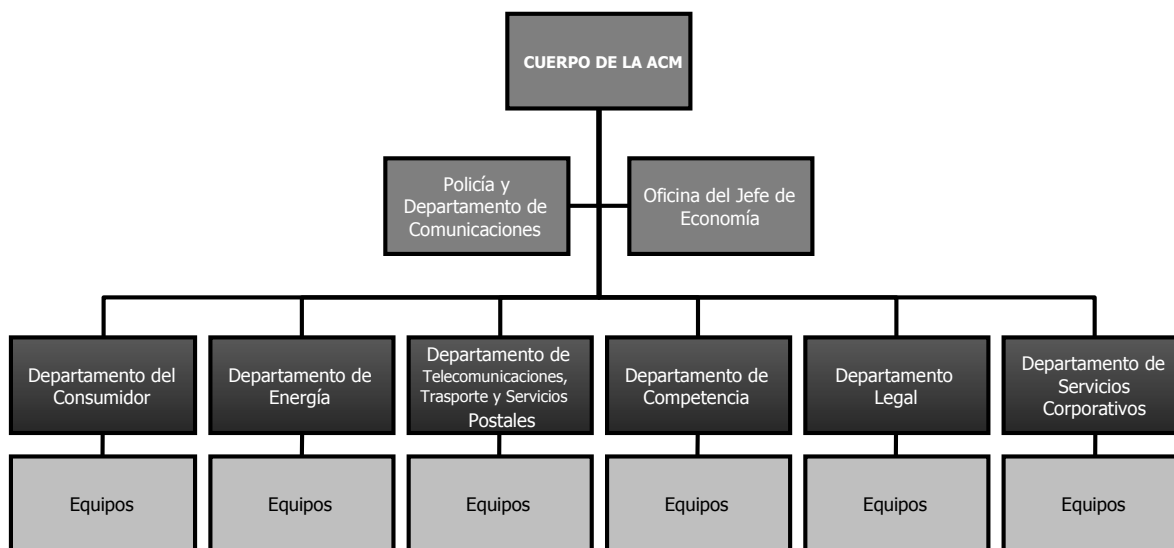 CUERPO DE LA ACM
Policía y
Departamento de
Comunicaciones
Oficina del Jefe de
Economía
Departamento del
Consumidor
Departamento de
Energía
Departamento de
Telecomunicaciones,
Trasporte y Servicios
Postales
Departamento de
Competencia
Departamento
Legal
Departamento de
Servicios
Corporativos
Equipos
Equipos
Equipos
Equipos
Equipos
Equipos